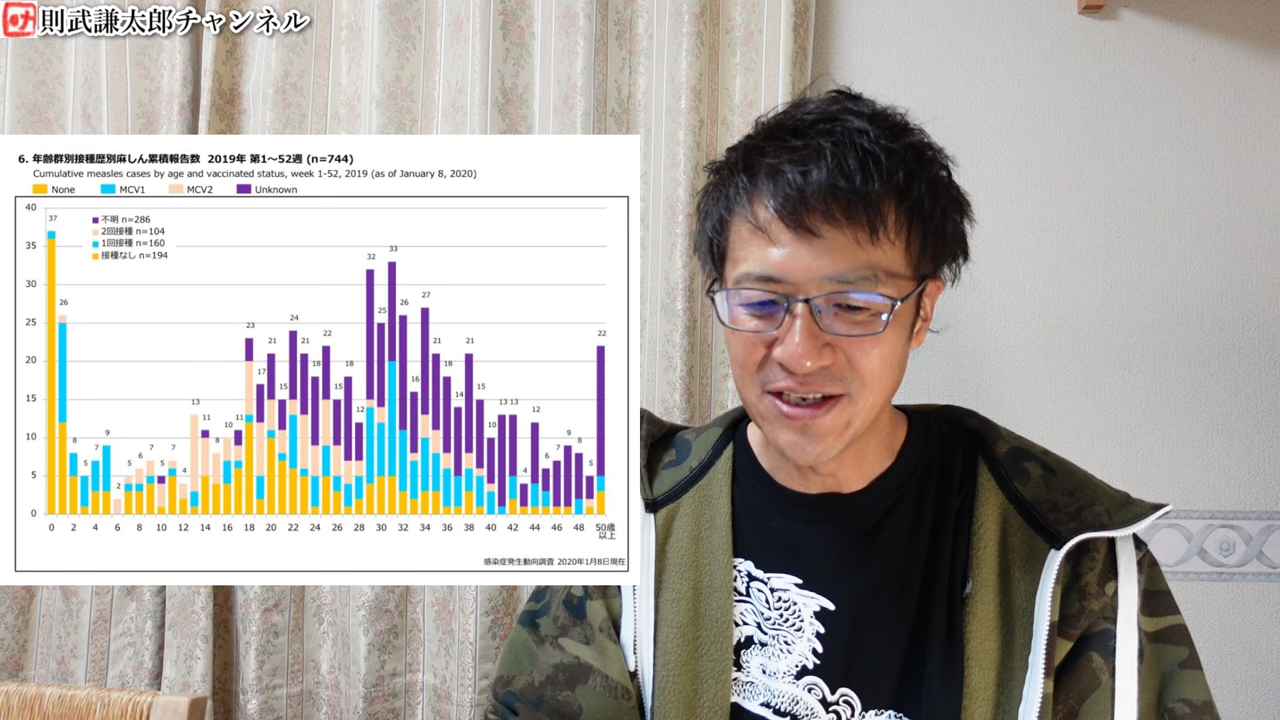 サ 則武謙太郎チャンネル
6. 年齢群別接種歴別麻しん累積報告数 2019年 第1~52週 (n=744)
Cumulative measles cases by age and vaccinated status, week 1-52, 2019 (as of January 8, 2020)
None MCV1 MCV2 Unknown
不明 n=286
2回接種 n=104
1回接種 n=160
接種なし n=194
40
35
30
25
20
15
10
5
0
37 26 8 5 7 9 2 5 6 7 5 7 4 13 11 8 10 11 23 17 21 15 24 21 18 22 15 18 12 32 25 33 26 16 27 21 18 14 21 15 10 13 13 4 12 6 7 9 8 5 22
0 2 4 6 8 10 12 14 16 18 20 22 24 26 28 30 32 34 36 38 40 42 44 46 48 50歳
以上
感染症発生動向調査 2020年1月8日現在